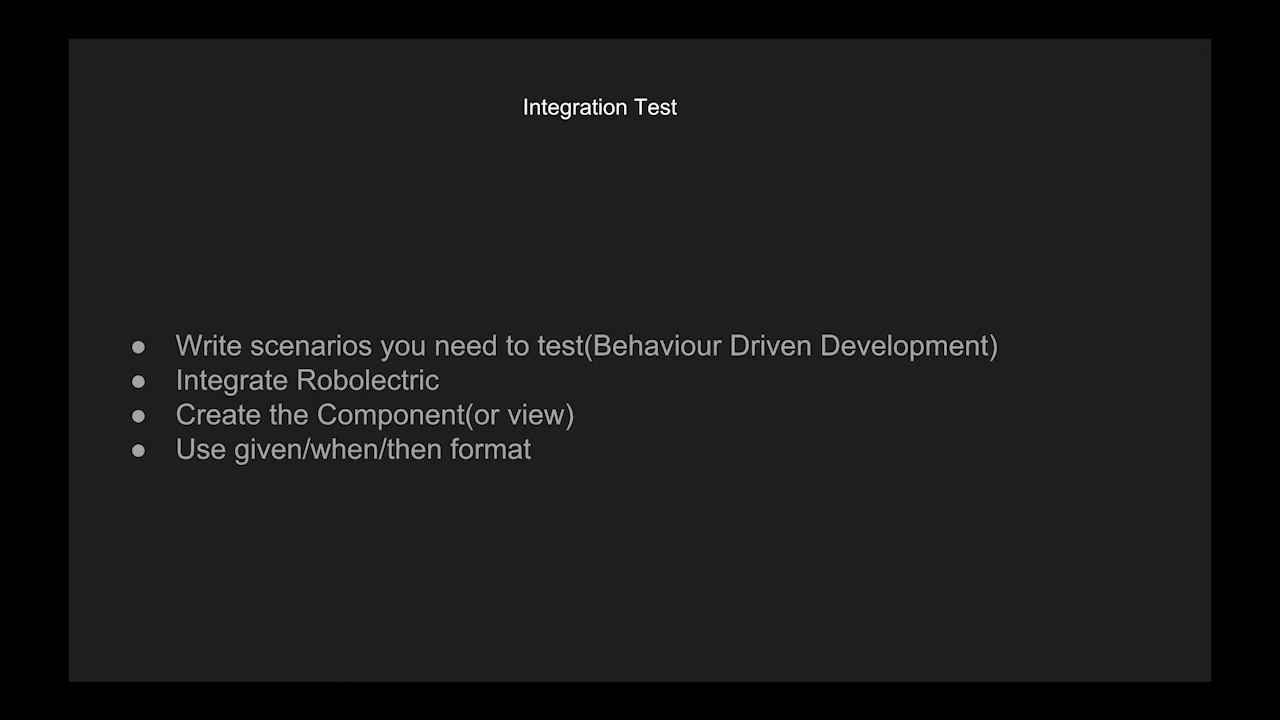 Integration Test
● Write scenarios you need to test(Behaviour Driven Development)
● Integrate Robolectric
● Create the Component(or view)
● Use given/when/then format